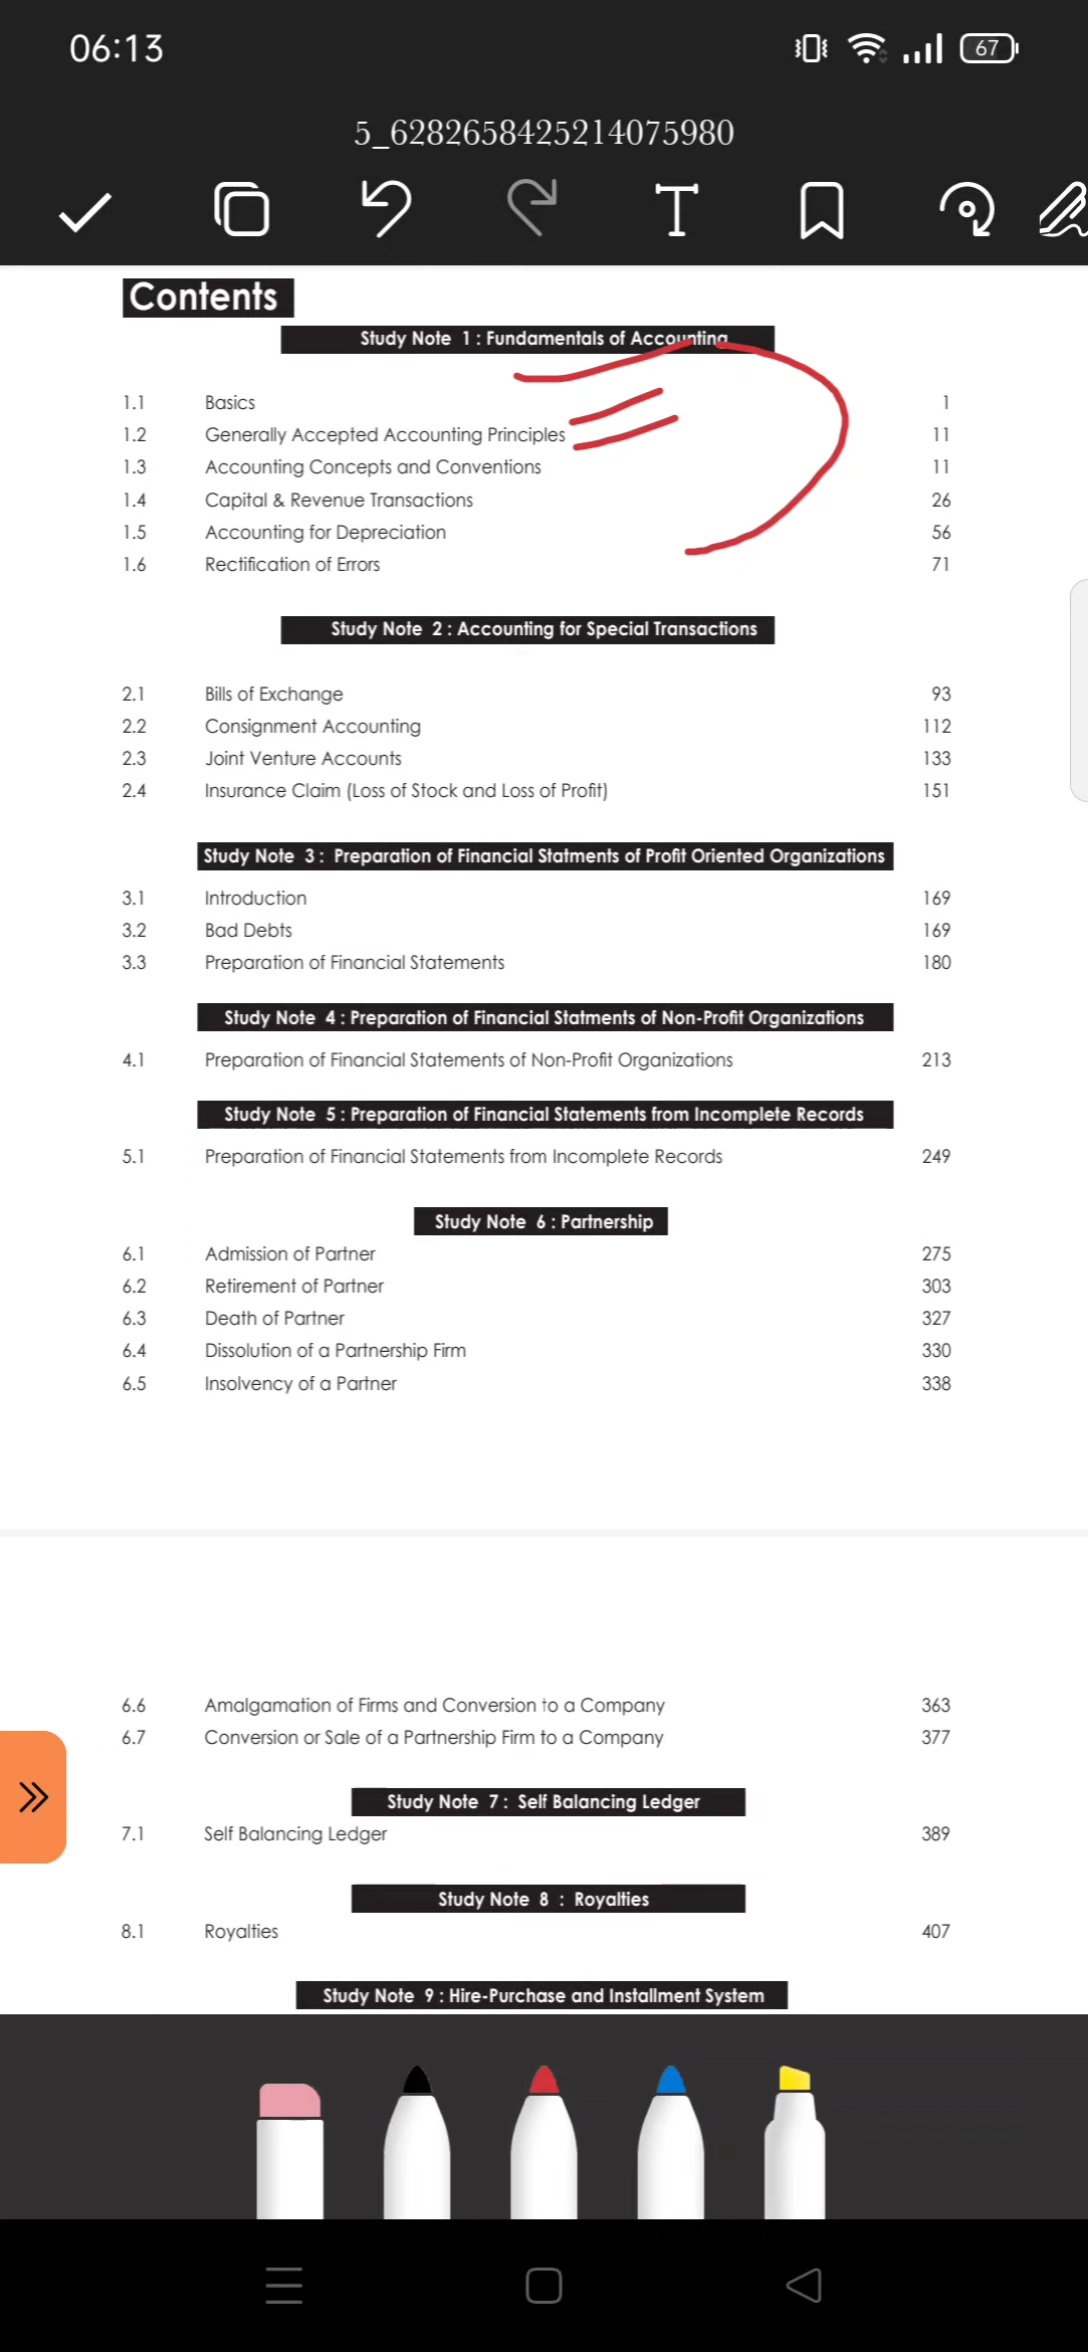 06:13
67
5_6282658425214075980
Contents
Study Note 1 : Fundamentals of Accounting
1.1 Basics 1
1.2 Generally Accepted Accounting Principles 11
1.3 Accounting Concepts and Conventions 11
1.4 Capital & Revenue Transactions 26
1.5 Accounting for Depreciation 56
1.6 Rectification of Errors 71
Study Note 2 : Accounting for Special Transactions
2.1 Bills of Exchange 93
2.2 Consignment Accounting 112
2.3 Joint Venture Accounts 133
2.4 Insurance Claim (Loss of Stock and Loss of Profit) 151
Study Note 3 : Preparation of Financial Statments of Profit Oriented Organizations
3.1 Introduction 169
3.2 Bad Debts 169
3.3 Preparation of Financial Statements 180
Study Note 4 : Preparation of Financial Statments of Non-Profit Organizations
4.1 Preparation of Financial Statements of Non-Profit Organizations 213
Study Note 5 : Preparation of Financial Statements from Incomplete Records
5.1 Preparation of Financial Statements from Incomplete Records 249
Study Note 6 : Partnership
6.1 Admission of Partner 275
6.2 Retirement of Partner 303
6.3 Death of Partner 327
6.4 Dissolution of a Partnership Firm 330
6.5 Insolvency of a Partner 338
6.6 Amalgamation of Firms and Conversion to a Company 363
6.7 Conversion or Sale of a Partnership Firm to a Company 377
Study Note 7 : Self Balancing Ledger
7.1 Self Balancing Ledger 389
Study Note 8 : Royalties
8.1 Royalties 407
Study Note 9 : Hire-Purchase and Installment System